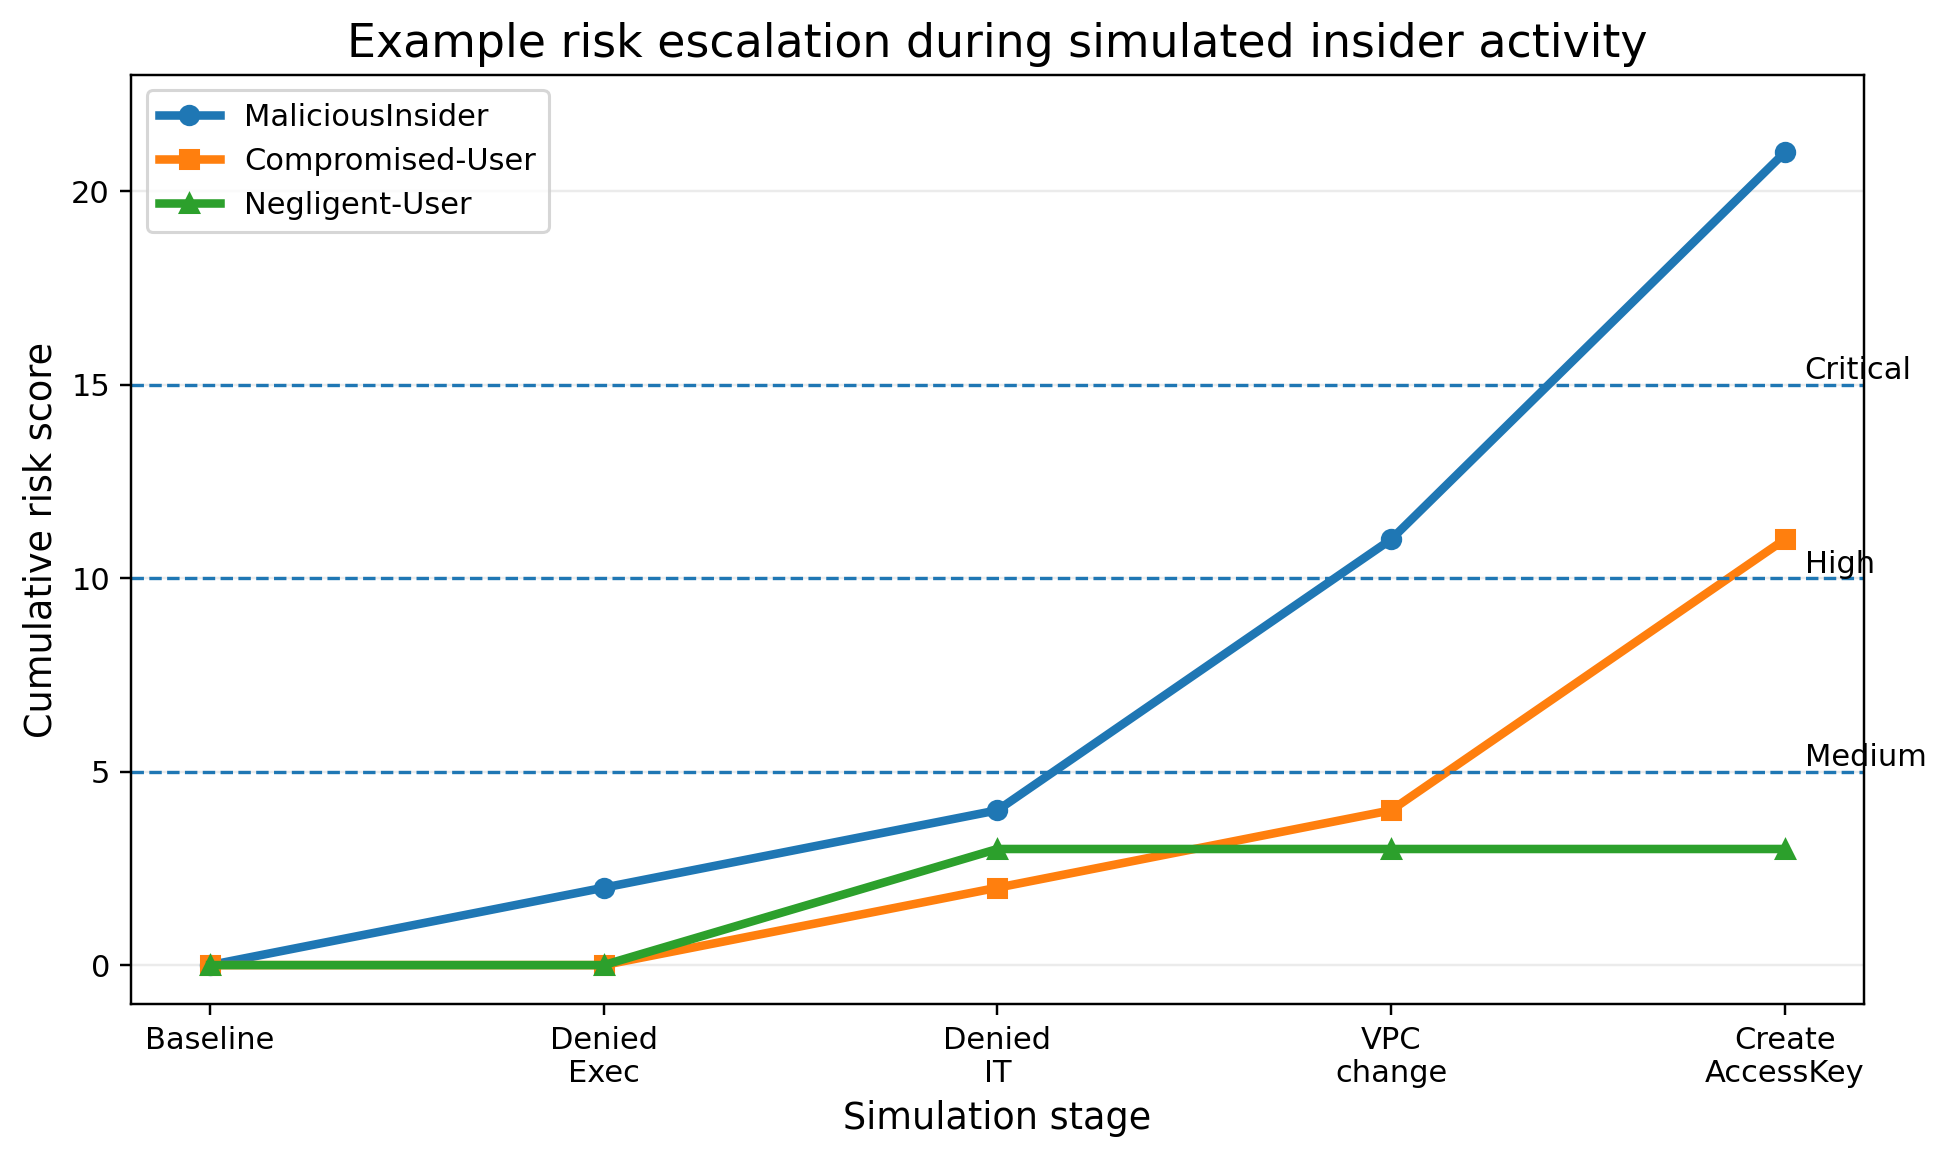 Example risk escalation during simulated insider activity
MaliciousInsider
Compromised-User
Negligent-User
Cumulative risk score
20
15
10
5
0
Critical
High
Medium
Baseline
Denied
Exec
Denied
IT
VPC
change
Create
AccessKey
Simulation stage